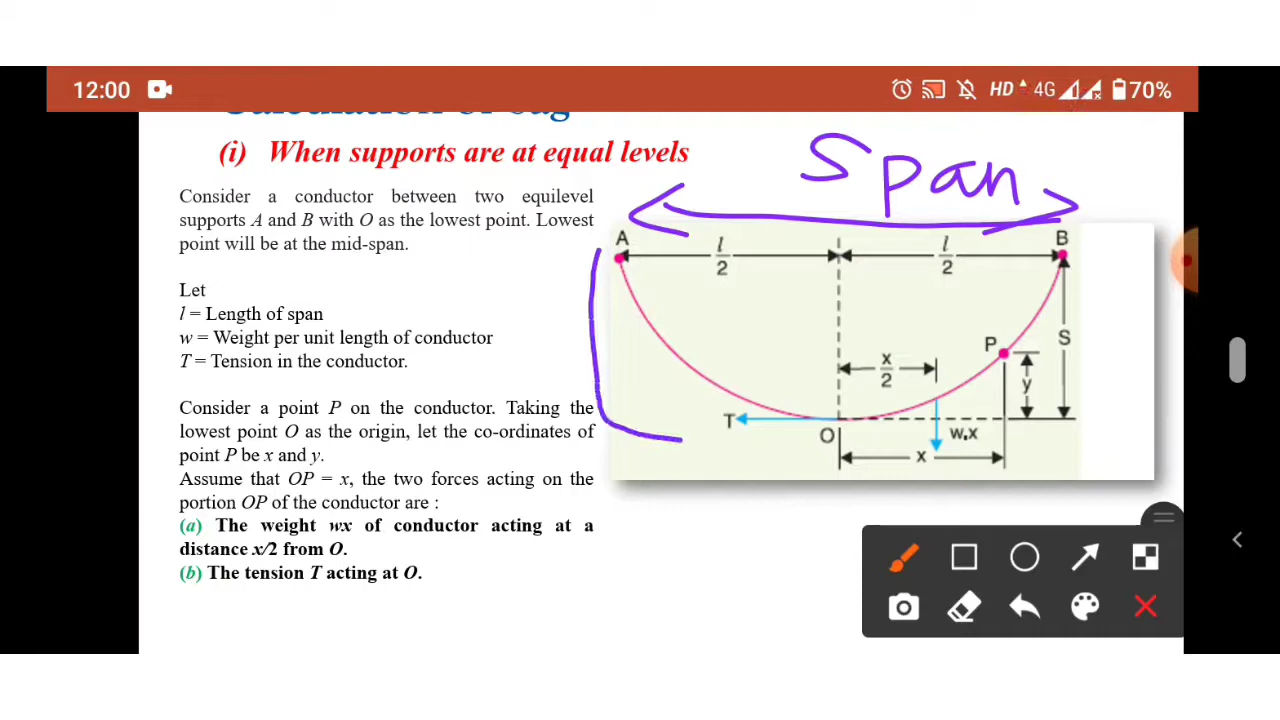 12:00
HD 4G 70%
(i) When supports are at equal levels
Span
Consider a conductor between two equilevel
supports A and B with O as the lowest point. Lowest
point will be at the mid-span.
Let
l = Length of span
w = Weight per unit length of conductor
T = Tension in the conductor.
Consider a point P on the conductor. Taking the
lowest point O as the origin, let the co-ordinates of
point P be x and y.
Assume that OP = x, the two forces acting on the
portion OP of the conductor are :
(a) The weight wx of conductor acting at a
distance x/2 from O.
(b) The tension T acting at O.
A
l/2
l/2
B
S
P
x/2
y
T
O
w.x
x